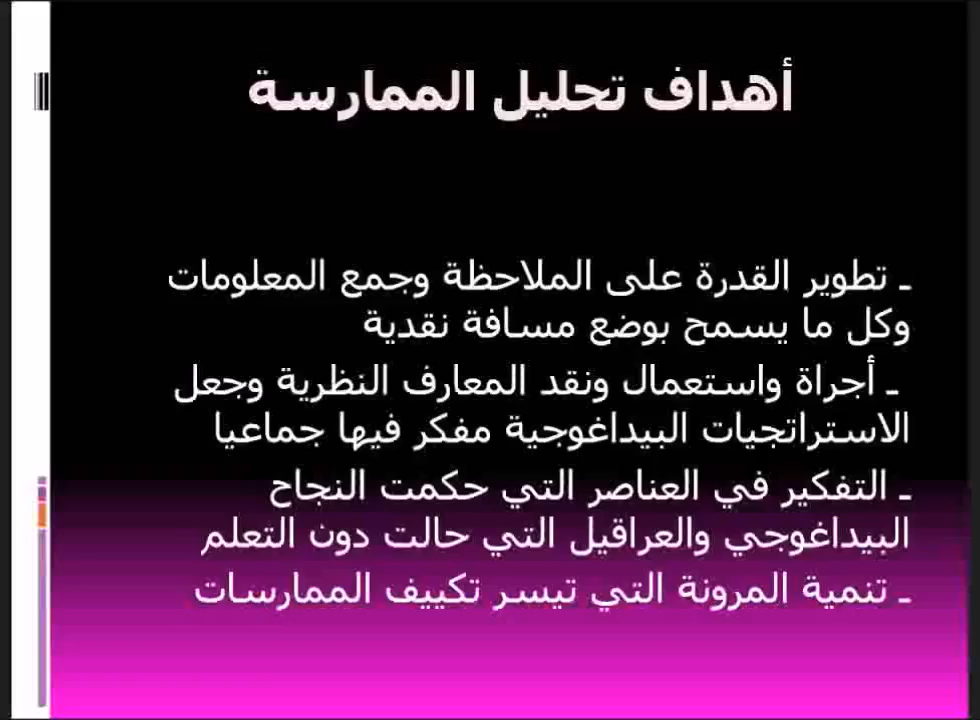 أهداف تحليل الممارسة
ـ تطوير القدرة على الملاحظة وجمع المعلومات
وكل ما يسمح بوضع مسافة نقدية
ـ أجراة واستعمال ونقد المعارف النظرية وجعل
الاستراتجيات البيداغوجية مفكر فيها جماعيا
ـ التفكير في العناصر التي حكمت النجاح
البيداغوجي والعراقيل التي حالت دون التعلم
ـ تنمية المرونة التي تيسر تكييف الممارسات